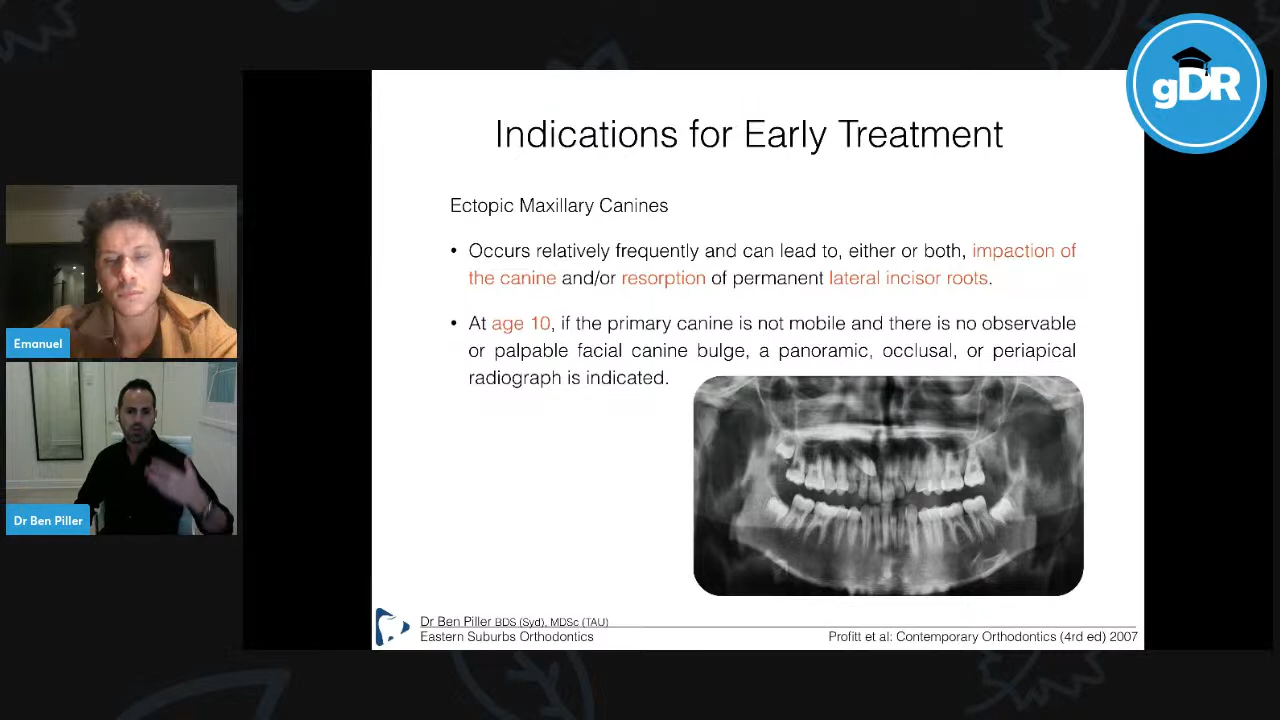 gDR
Indications for Early Treatment
Ectopic Maxillary Canines
• Occurs relatively frequently and can lead to, either or both, impaction of
the canine and/or resorption of permanent lateral incisor roots.
• At age 10, if the primary canine is not mobile and there is no observable
or palpable facial canine bulge, a panoramic, occlusal, or periapical
radiograph is indicated.
Emanuel
Dr Ben Piller
Dr Ben Piller BDS (Syd), MDSc (TAU)
Eastern Suburbs Orthodontics
Profitt et al: Contemporary Orthodontics (4rd ed) 2007